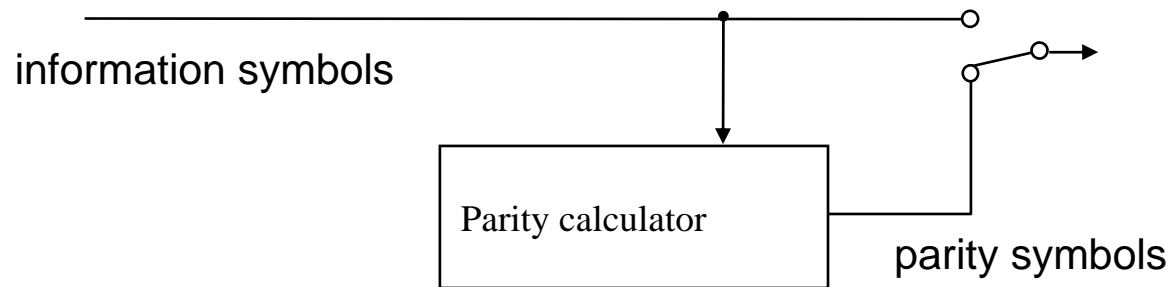 information symbols
Parity calculator
parity symbols